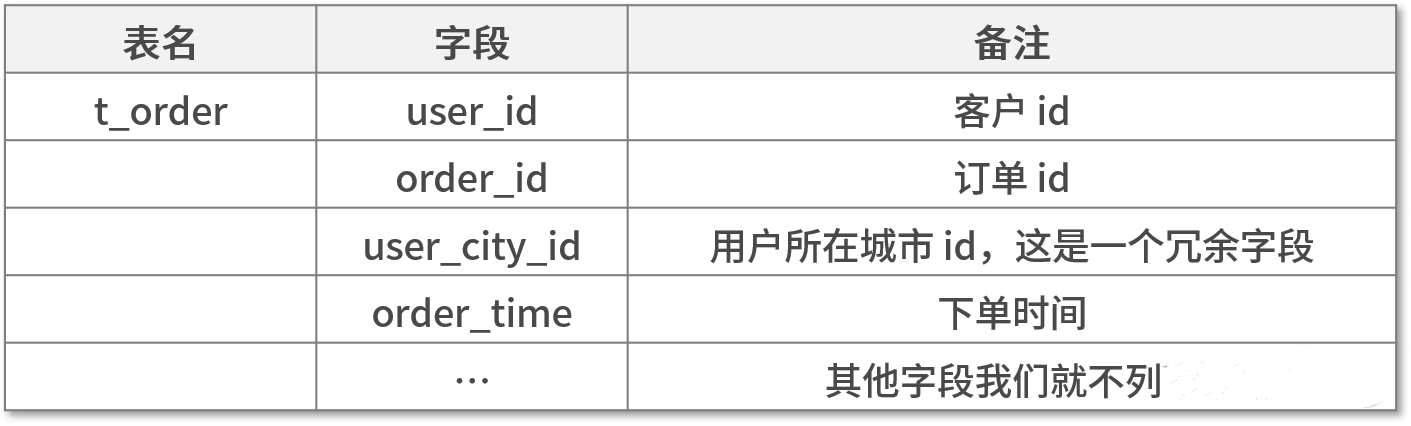 表名 字段 备注
t_order user_id 客户 id
order_id 订单 id
user_city_id 用户所在城市 id，这是一个冗余字段
order_time 下单时间
… 其他字段我们就不列